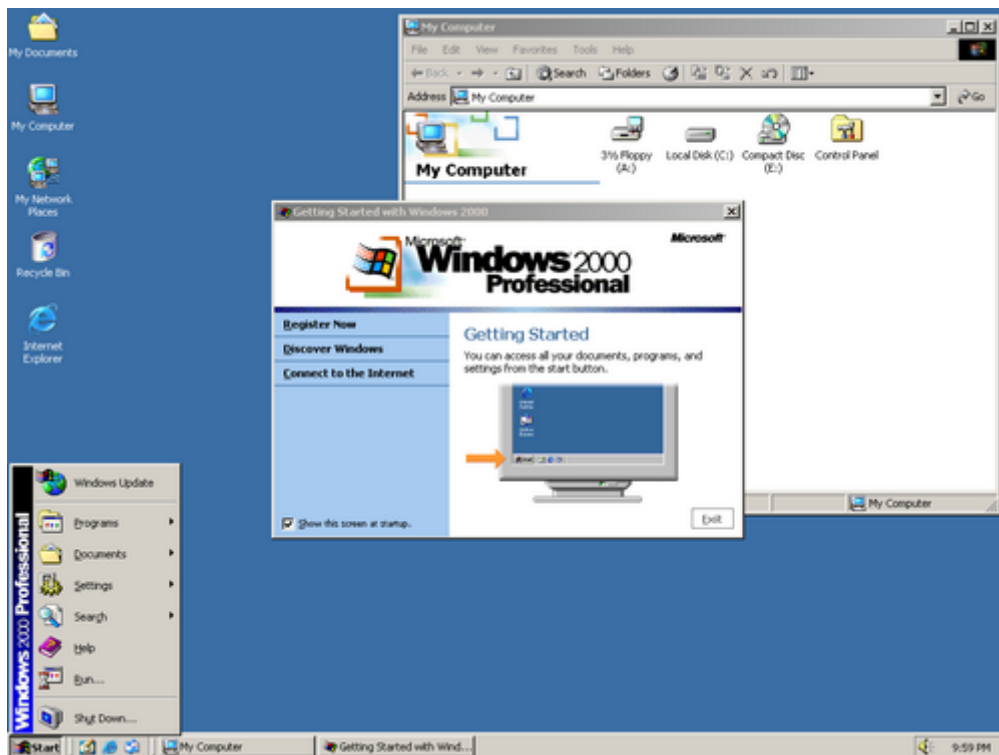 My Documents
My Computer
My Network
Places
Recycle Bin
Internet
Explorer
My Computer
File Edit View Favorites Tools Help
Back Search Folders
Address My Computer Go
My Computer
3½ Floppy
(A:)
Local Disk (C:)
Compact Disc
(E:)
Control Panel
Getting Started with Windows 2000
Microsoft
Windows 2000
Professional
Microsoft
Register Now
Discover Windows
Connect to the Internet
Getting Started
You can access all your documents, programs, and
settings from the start button.
Show this screen at startup.
Exit
My Computer
Windows 2000 Professional
Windows Update
Programs
Documents
Settings
Search
Help
Run...
Shut Down...
Start
My Computer
Getting Started with Wind...
9:59 PM